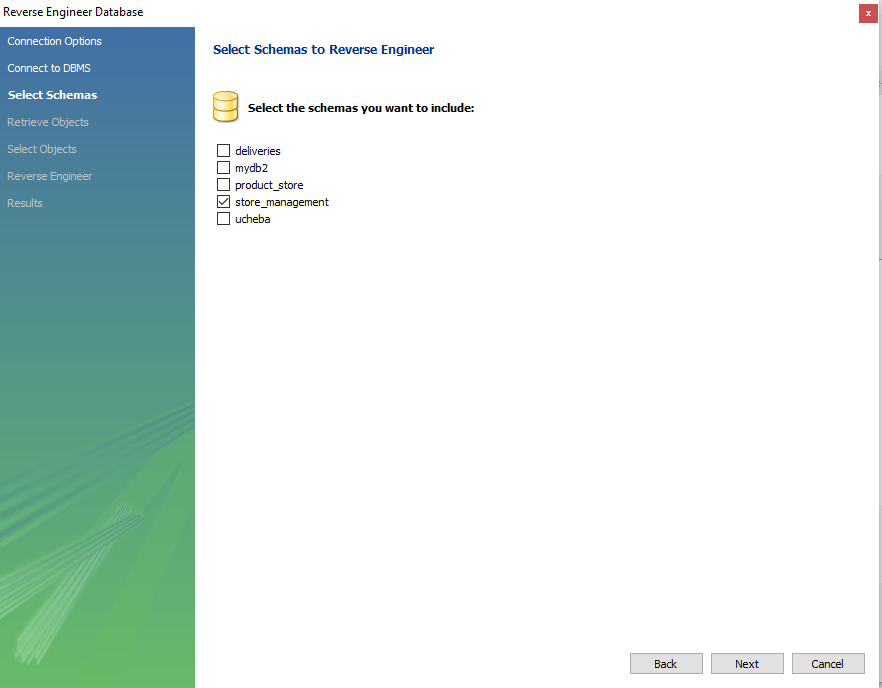 Reverse Engineer Database
x
Connection Options
Connect to DBMS
Select Schemas
Retrieve Objects
Select Objects
Reverse Engineer
Results
Select Schemas to Reverse Engineer
Select the schemas you want to include:
deliveries
mydb2
product_store
store_management
ucheba
Back
Next
Cancel